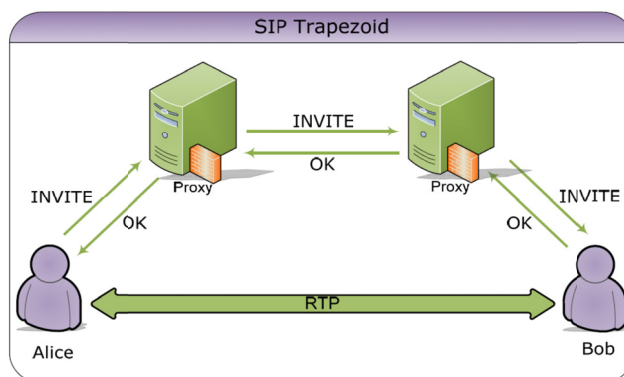 SIP Trapezoid
INVITE
OK
Proxy
Proxy
INVITE
OK
INVITE
OK
RTP
Alice
Bob